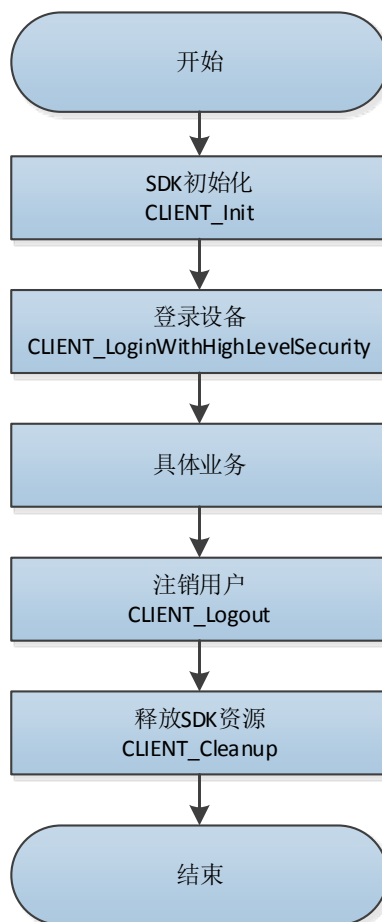 开始
SDK初始化
CLIENT_Init
登录设备
CLIENT_LoginWithHighLevelSecurity
具体业务
注销用户
CLIENT_Logout
释放SDK资源
CLIENT_Cleanup
结束